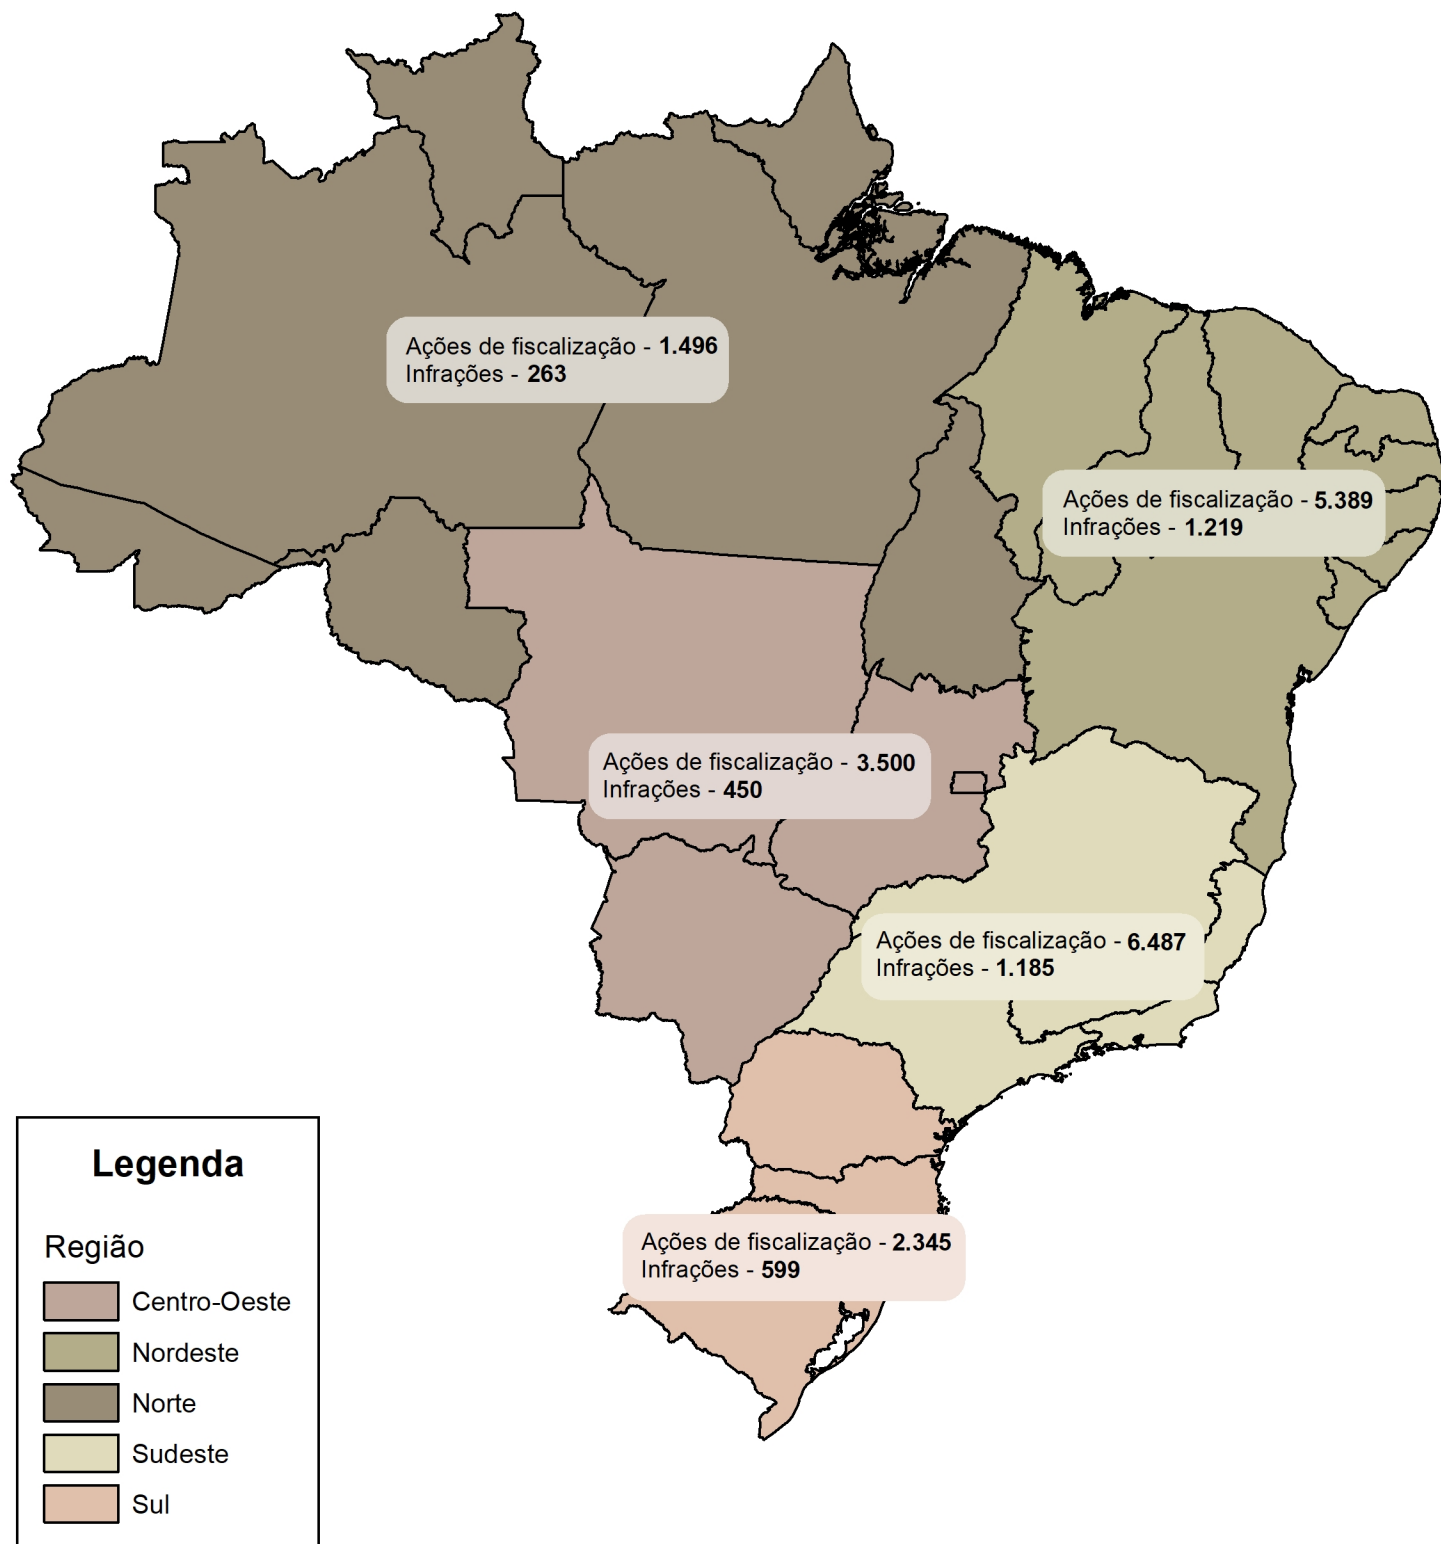 Ações de fiscalização - 1.496
Infrações - 263
Ações de fiscalização - 5.389
Infrações - 1.219
Ações de fiscalização - 3.500
Infrações - 450
Ações de fiscalização - 6.487
Infrações - 1.185
Ações de fiscalização - 2.345
Infrações - 599
Legenda
Região
Centro-Oeste
Nordeste
Norte
Sudeste
Sul